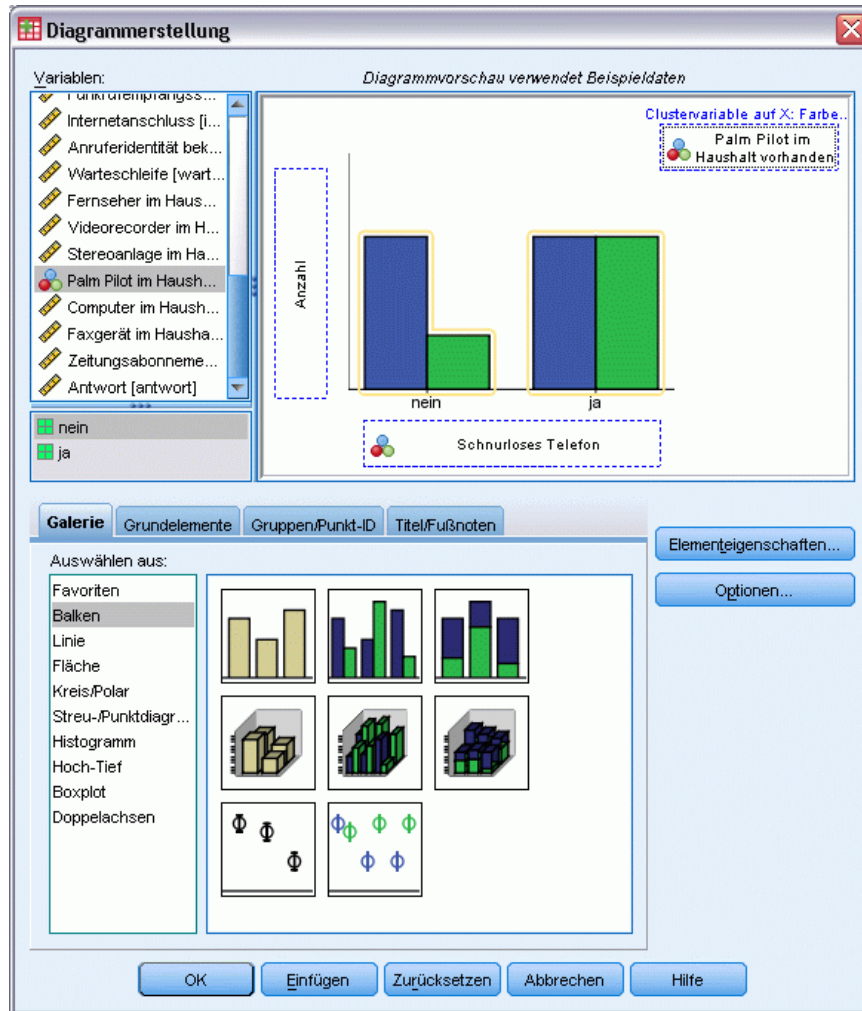 Diagrammerstellung
Variablen:
Diagrammvorschau verwendet Beispieldaten
Internetanschluss [i...
Anruferidentität bek...
Warteschleife [wart...
Fernseher im Haus...
Videorecorder im H...
Stereoanlage im Ha...
Palm Pilot im Haush...
Computer im Haush...
Faxgerät im Hausha...
Zeitungsabonneme...
Antwort [antwort]
nein
ja
Clustervariable auf X: Farbe..
Palm Pilot im
Haushalt vorhanden
Anzahl
nein
ja
Schnurloses Telefon
Galerie
Grundelemente
Gruppen/Punkt-ID
Titel/Fußnoten
Elementeigenschaften...
Optionen...
Auswählen aus:
Favoriten
Balken
Linie
Fläche
Kreis/Polar
Streu-/Punktdiagr...
Histogramm
Hoch-Tief
Boxplot
Doppelachsen
OK
Einfügen
Zurücksetzen
Abbrechen
Hilfe